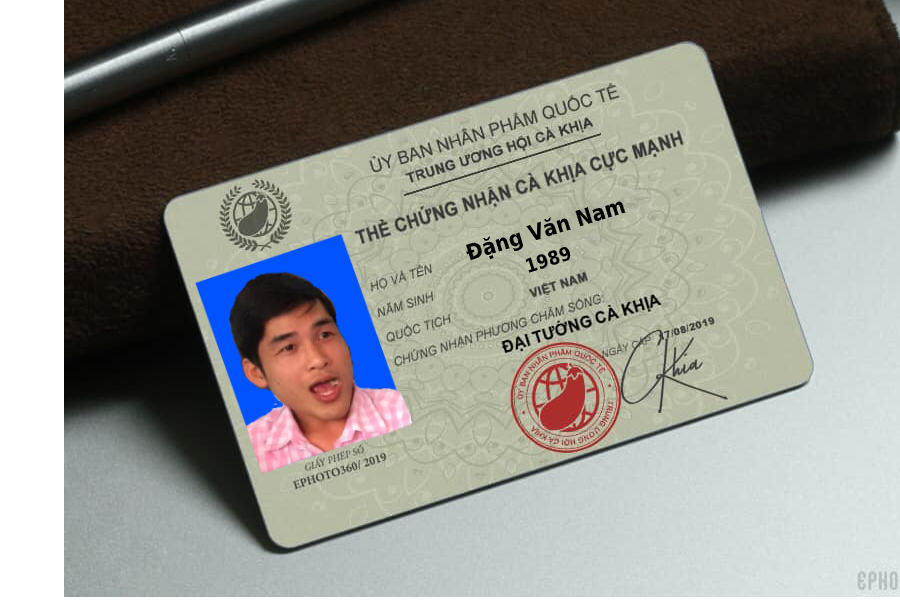 ỦY BAN NHÂN PHẨM QUỐC TẾ
TRUNG ƯƠNG HỘI CÀ KHỊA
THẺ CHỨNG NHẬN CÀ KHỊA CỰC MẠNH
HỌ VÀ TÊN Đặng Văn Nam
NĂM SINH 1989
QUỐC TỊCH VIỆT NAM
CHỨNG NHẬN PHƯƠNG CHÂM SỐNG:
ĐẠI TƯỚNG CÀ KHỊA
NGÀY CẤP 17/08/2019
Khịa
ỦY BAN NHÂN PHẨM QUỐC TẾ
TRUNG ƯƠNG HỘI CÀ KHỊA
GIẤY PHÉP SỐ
EPHOTO360/ 2019